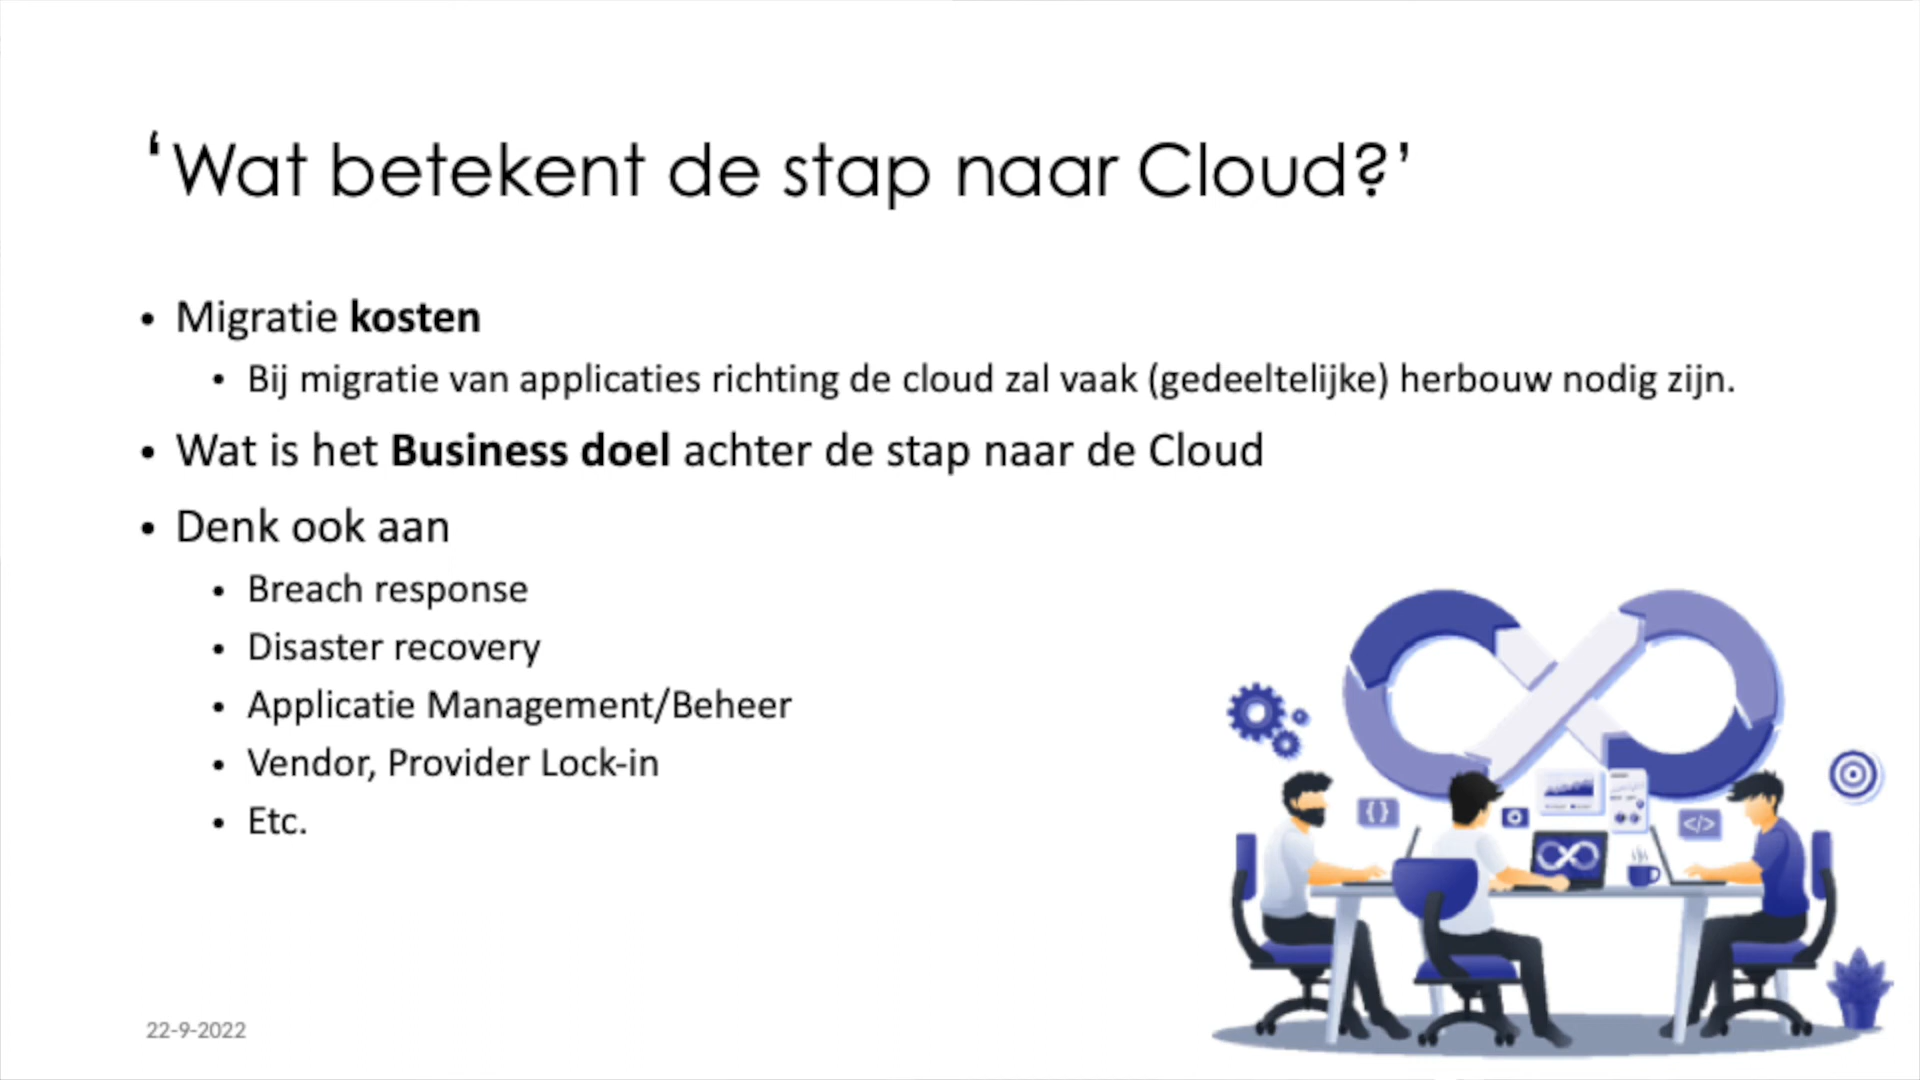 ‘Wat betekent de stap naar Cloud?’
• Migratie kosten
• Bij migratie van applicaties richting de cloud zal vaak (gedeeltelijke) herbouw nodig zijn.
• Wat is het Business doel achter de stap naar de Cloud
• Denk ook aan
• Breach response
• Disaster recovery
• Applicatie Management/Beheer
• Vendor, Provider Lock-in
• Etc.
{}
</>
22-9-2022